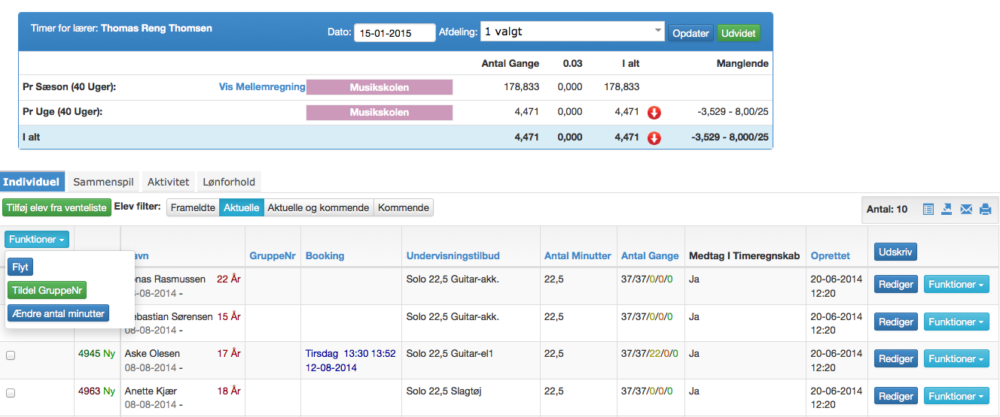 Timer for lærer: Thomas Reng Thomsen
Dato: 15-01-2015 Afdeling: 1 valgt Opdater Udvidet
Antal Gange 0.03 I alt Manglende
Pr Sæson (40 Uger): Vis Mellemregning Musikskolen 178,833 0,000 178,833
Pr Uge (40 Uger): Musikskolen 4,471 0,000 4,471 -3,529 - 8,00/25
I alt 4,471 0,000 4,471 -3,529 - 8,000/25
Individuel Sammenspil Aktivitet Lønforhold
Tilføj elev fra venteliste Elev filter: Frameldte Aktuelle Aktuelle og kommende Kommende Antal: 10
Funktioner
Flyt
Tildel GruppeNr
Ændre antal minutter
avn GruppeNr Booking Undervisningstilbud Antal Minutter Antal Gange Medtag I Timeregnskab Oprettet Udskriv
onas Rasmussen 22 År Solo 22,5 Guitar-akk. 22,5 37/37/0/0/0 Ja 20-06-2014 Rediger Funktioner
08-08-2014 - 12:20
ebastian Sørensen 15 År Solo 22,5 Guitar-akk. 22,5 37/37/0/0/0 Ja 20-06-2014 Rediger Funktioner
08-08-2014 - 12:20
4945 Ny Aske Olesen 17 År Tirsdag 13:30 13:52 Solo 22,5 Guitar-el1 22,5 37/37/22/0/0 Ja 20-06-2014 Rediger Funktioner
08-08-2014 - 12-08-2014 12:20
4963 Ny Anette Kjær 18 År Solo 22,5 Slagtøj 22,5 37/37/0/0/0 Ja 20-06-2014 Rediger Funktioner
08-08-2014 - 12:20